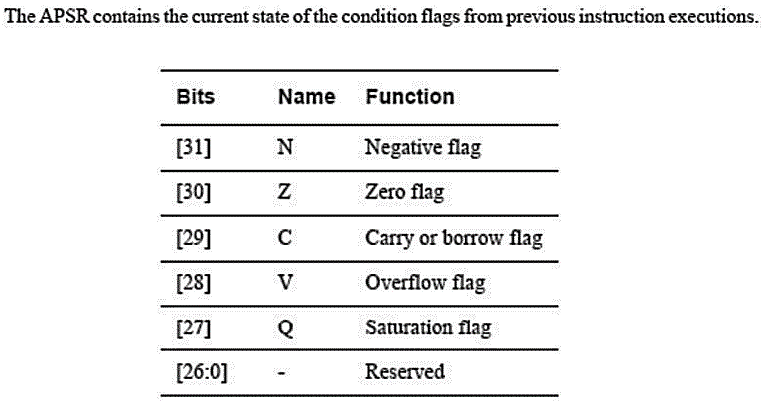 The APSR contains the current state of the condition flags from previous instruction executions.
Bits Name Function
[31] N Negative flag
[30] Z Zero flag
[29] C Carry or borrow flag
[28] V Overflow flag
[27] Q Saturation flag
[26:0] - Reserved